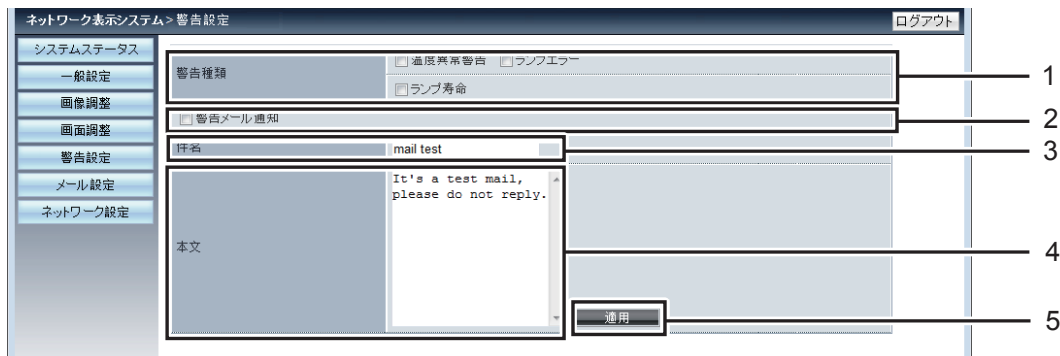 ネットワーク表示システム> 警告設定
ログアウト
システムステータス
一般設定
画像調整
画面調整
警告設定
メール設定
ネットワーク設定
警告種類
温度異常警告 ランプエラー
ランプ寿命
警告メール通知
件名
mail test
本文
It's a test mail,
please do not reply.
適用
1
2
3
4
5